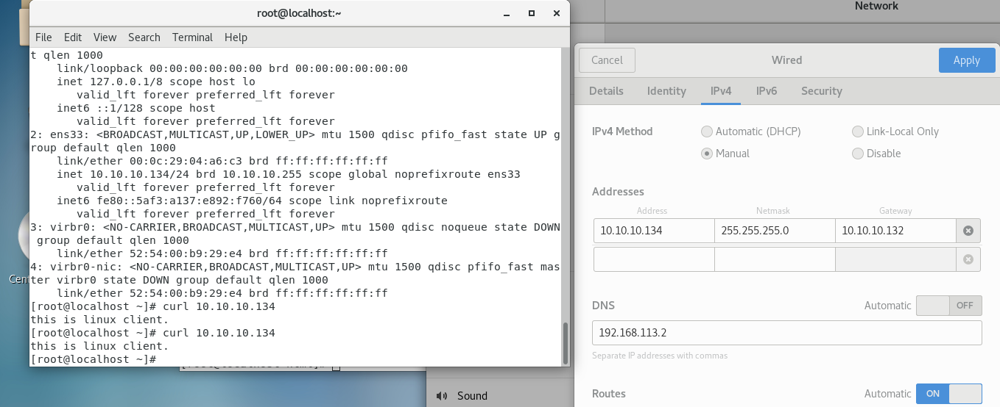 root@localhost:~
File Edit View Search Terminal Help
t qlen 1000
link/loopback 00:00:00:00:00:00 brd 00:00:00:00:00:00
inet 127.0.0.1/8 scope host lo
valid_lft forever preferred_lft forever
inet6 ::1/128 scope host
valid_lft forever preferred_lft forever
2: ens33: <BROADCAST,MULTICAST,UP,LOWER_UP> mtu 1500 qdisc pfifo_fast state UP g
roup default qlen 1000
link/ether 00:0c:29:04:a6:c3 brd ff:ff:ff:ff:ff:ff
inet 10.10.10.134/24 brd 10.10.10.255 scope global noprefixroute ens33
valid_lft forever preferred_lft forever
inet6 fe80::5af3:a137:e892:f760/64 scope link noprefixroute
valid_lft forever preferred_lft forever
3: virbr0: <NO-CARRIER,BROADCAST,MULTICAST,UP> mtu 1500 qdisc noqueue state DOWN
group default qlen 1000
link/ether 52:54:00:b9:29:e4 brd ff:ff:ff:ff:ff:ff
4: virbr0-nic: <NO-CARRIER,BROADCAST,MULTICAST,UP> mtu 1500 qdisc pfifo_fast mas
ter virbr0 state DOWN group default qlen 1000
link/ether 52:54:00:b9:29:e4 brd ff:ff:ff:ff:ff:ff
[root@localhost ~]# curl 10.10.10.134
this is linux client.
[root@localhost ~]# curl 10.10.10.134
this is linux client.
[root@localhost ~]#
Network
Cancel Wired Apply
Details Identity IPv4 IPv6 Security
IPv4 Method Automatic (DHCP) Link-Local Only
Manual Disable
Addresses
Address Netmask Gateway
10.10.10.134 255.255.255.0 10.10.10.132
DNS Automatic OFF
192.168.113.2
Separate IP addresses with commas
Routes Automatic ON
Sound